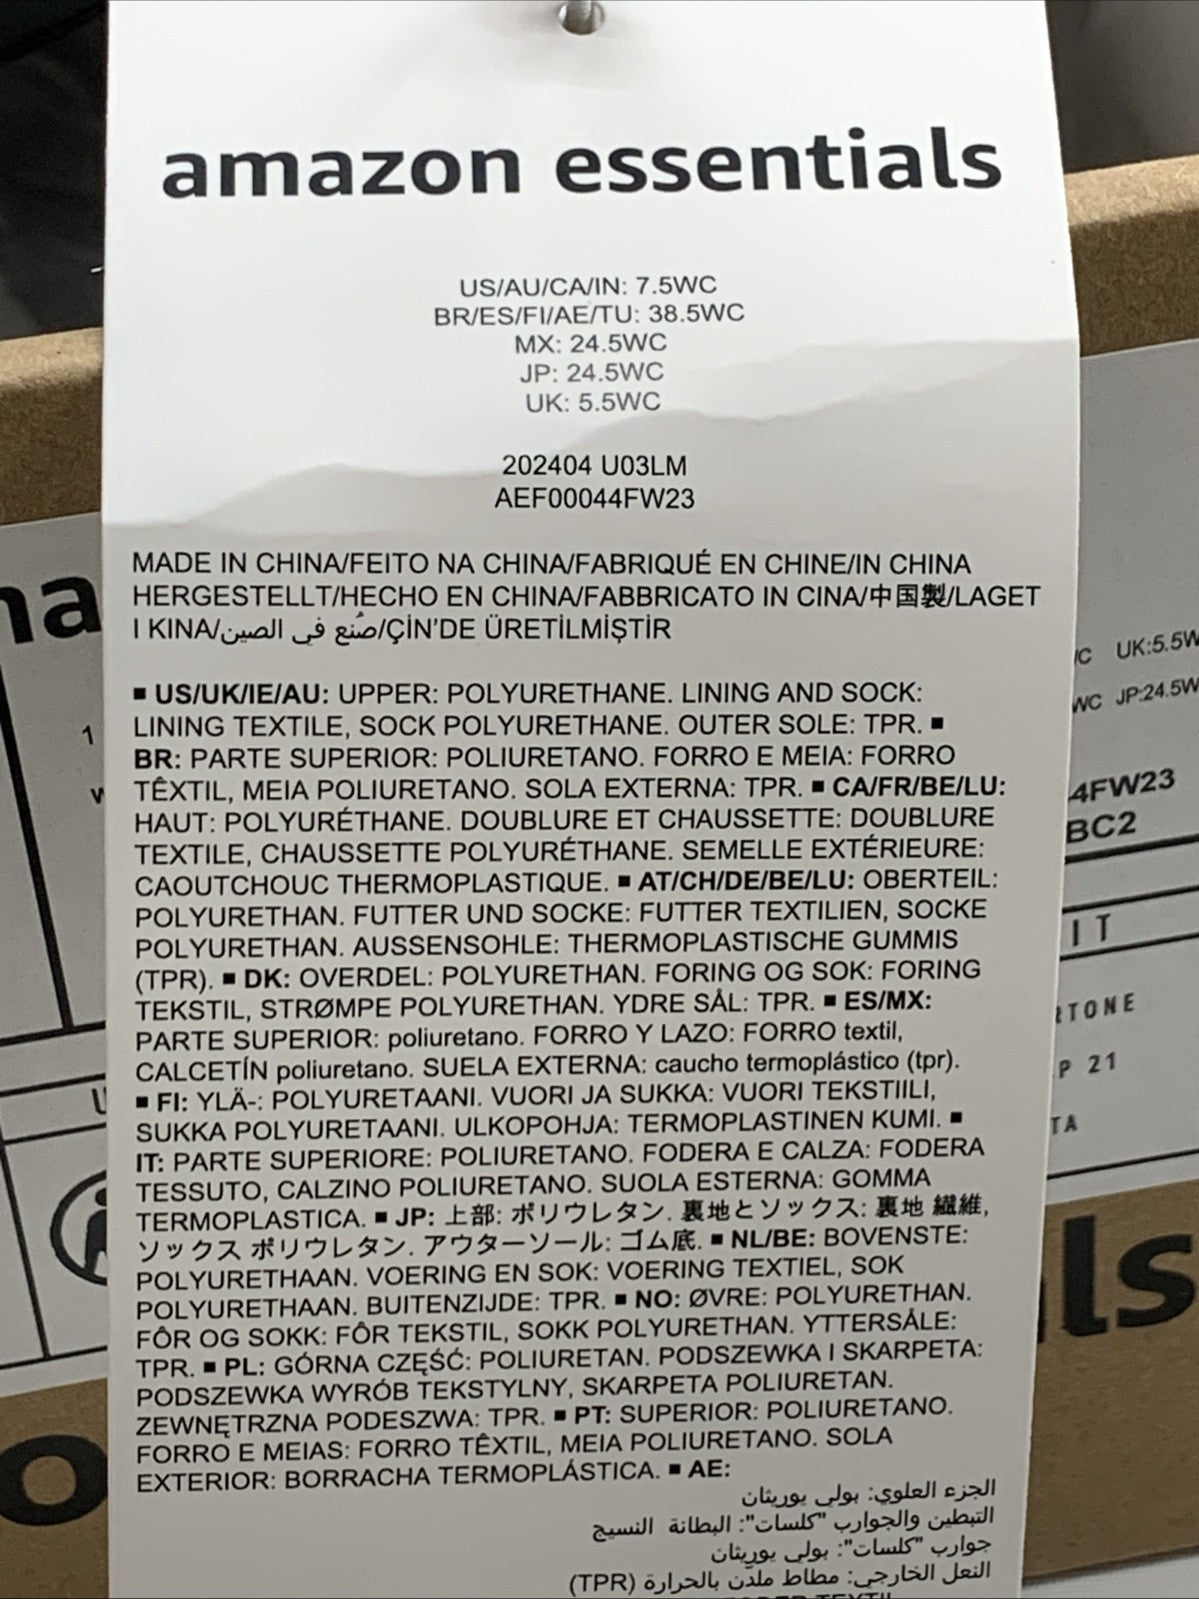 amazon essentials
US/AU/CA/IN: 7.5WC
BR/ES/FI/AE/TU: 38.5WC
MX: 24.5WC
JP: 24.5WC
UK: 5.5WC
202404 U03LM
AEF00044FW23
MADE IN CHINA/FEITO NA CHINA/FABRIQUÉ EN CHINE/IN CHINA
HERGESTELLT/HECHO EN CHINA/FABBRICATO IN CINA/中国製/LAGET
I KINA/صُنع في الصين/ÇİN'DE ÜRETİLMİŞTİR
■ US/UK/IE/AU: UPPER: POLYURETHANE. LINING AND SOCK:
LINING TEXTILE, SOCK POLYURETHANE. OUTER SOLE: TPR. ■
BR: PARTE SUPERIOR: POLIURETANO. FORRO E MEIA: FORRO
TÊXTIL, MEIA POLIURETANO. SOLA EXTERNA: TPR. ■ CA/FR/BE/LU:
HAUT: POLYURÉTHANE. DOUBLURE ET CHAUSSETTE: DOUBLURE
TEXTILE, CHAUSSETTE POLYURÉTHANE. SEMELLE EXTÉRIEURE:
CAOUTCHOUC THERMOPLASTIQUE. ■ AT/CH/DE/BE/LU: OBERTEIL:
POLYURETHAN. FUTTER UND SOCKE: FUTTER TEXTILIEN, SOCKE
POLYURETHAN. AUSSENSOHLE: THERMOPLASTISCHE GUMMIS
(TPR). ■ DK: OVERDEL: POLYURETHAN. FORING OG SOK: FORING
TEKSTIL, STRØMPE POLYURETHAN. YDRE SÅL: TPR. ■ ES/MX:
PARTE SUPERIOR: poliuretano. FORRO Y LAZO: FORRO textil,
CALCETÍN poliuretano. SUELA EXTERNA: caucho termoplástico (tpr).
■ FI: YLÄ-: POLYURETAANI. VUORI JA SUKKA: VUORI TEKSTIILI,
SUKKA POLYURETAANI. ULKOPOHJA: TERMOPLASTINEN KUMI. ■
IT: PARTE SUPERIORE: POLIURETANO. FODERA E CALZA: FODERA
TESSUTO, CALZINO POLIURETANO. SUOLA ESTERNA: GOMMA
TERMOPLASTICA. ■ JP: 上部: ポリウレタン. 裏地とソックス: 裏地 繊維,
ソックス ポリウレタン. アウターソール: ゴム底. ■ NL/BE: BOVENSTE:
POLYURETHAAN. VOERING EN SOK: VOERING TEXTIEL, SOK
POLYURETHAAN. BUITENZIJDE: TPR. ■ NO: ØVRE: POLYURETHAN.
FÔR OG SOKK: FÔR TEKSTIL, SOKK POLYURETHAN. YTTERSÅLE:
TPR. ■ PL: GÓRNA CZĘŚĆ: POLIURETAN. PODSZEWKA I SKARPETA:
PODSZEWKA WYRÓB TEKSTYLNY, SKARPETA POLIURETAN.
ZEWNĘTRZNA PODESZWA: TPR. ■ PT: SUPERIOR: POLIURETANO.
FORRO E MEIAS: FORRO TÊXTIL, MEIA POLIURETANO. SOLA
EXTERIOR: BORRACHA TERMOPLÁSTICA. ■ AE:
الجزء العلوي: بولي يوريثان
التبطين والجوارب "كلسات": البطانة النسيج
جوارب "كلسات": بولي يوريثان
النعل الخارجي: مطاط ملدّن بالحرارة (TPR)
UK:5.5W
WC JP:24.5W
4FW23
BC2
IT
RTONE
P 21
TA
ls